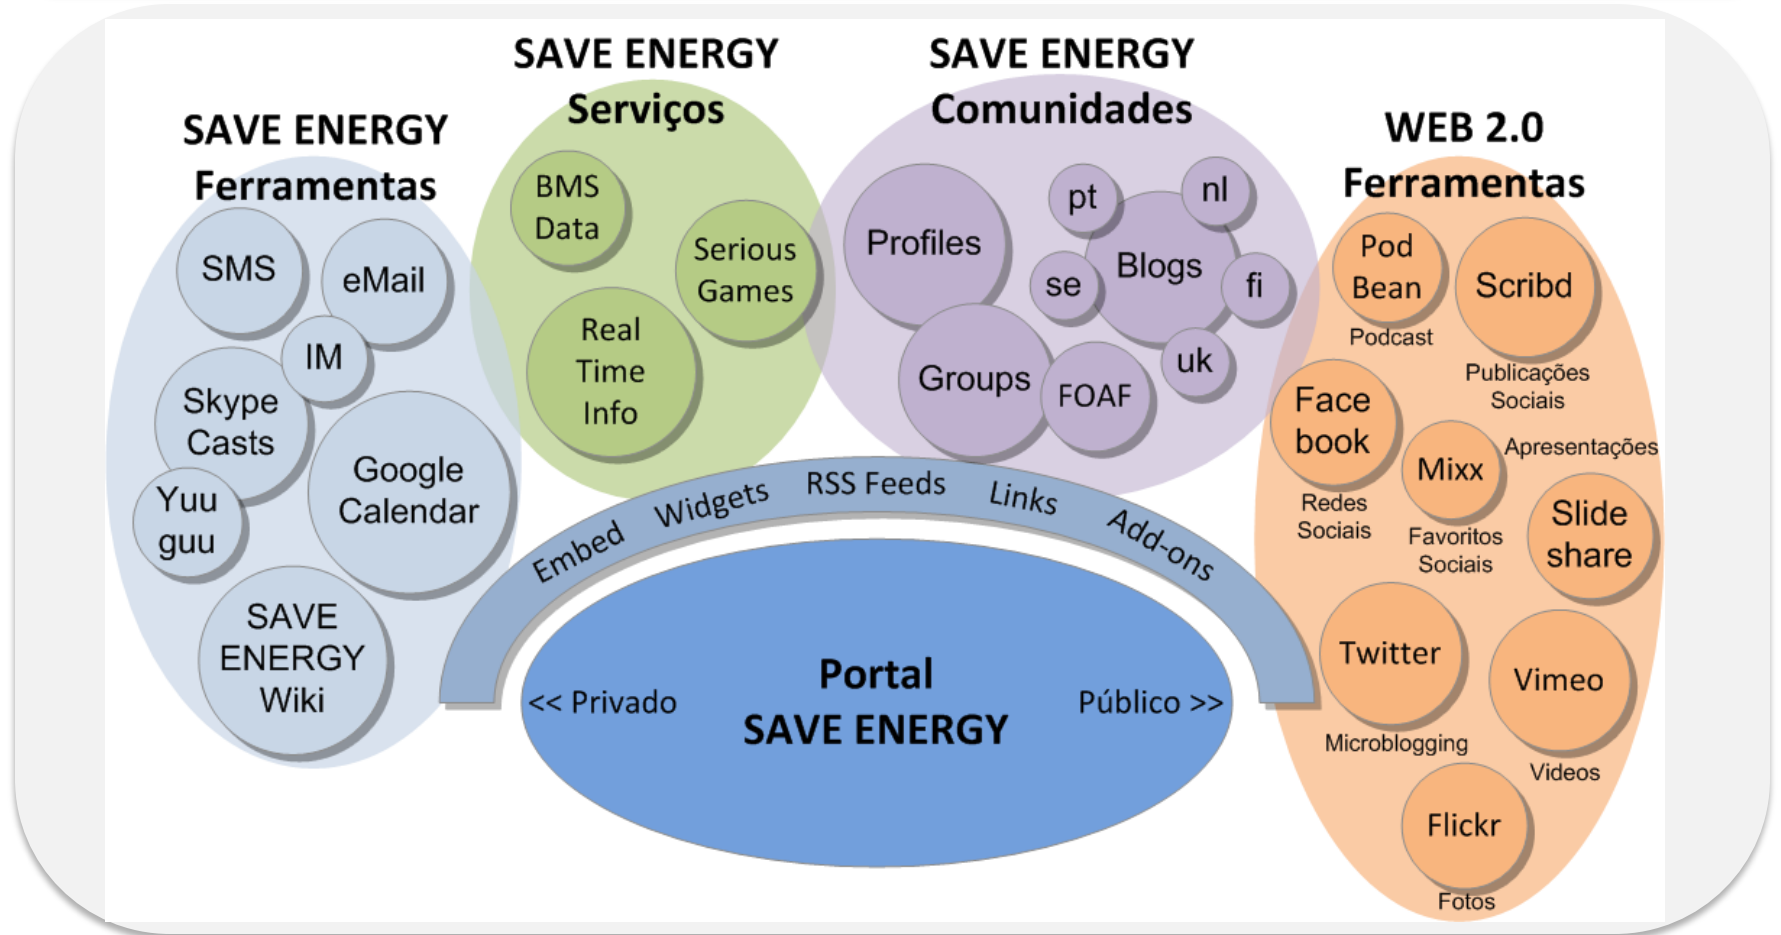 SAVE ENERGY
Ferramentas
SMS
eMail
IM
Skype
Casts
Yuu
guu
Google
Calendar
SAVE
ENERGY
Wiki
SAVE ENERGY
Serviços
BMS
Data
Serious
Games
Real
Time
Info
SAVE ENERGY
Comunidades
Profiles
pt
nl
Blogs
se
fi
uk
Groups
FOAF
WEB 2.0
Ferramentas
Pod
Bean
Podcast
Scribd
Publicações
Sociais
Face
book
Redes
Sociais
Mixx
Favoritos
Sociais
Apresentações
Slide
share
Twitter
Microblogging
Vimeo
Videos
Flickr
Fotos
Embed Widgets RSS Feeds Links Add-ons
Portal
SAVE ENERGY
<< Privado
Público >>